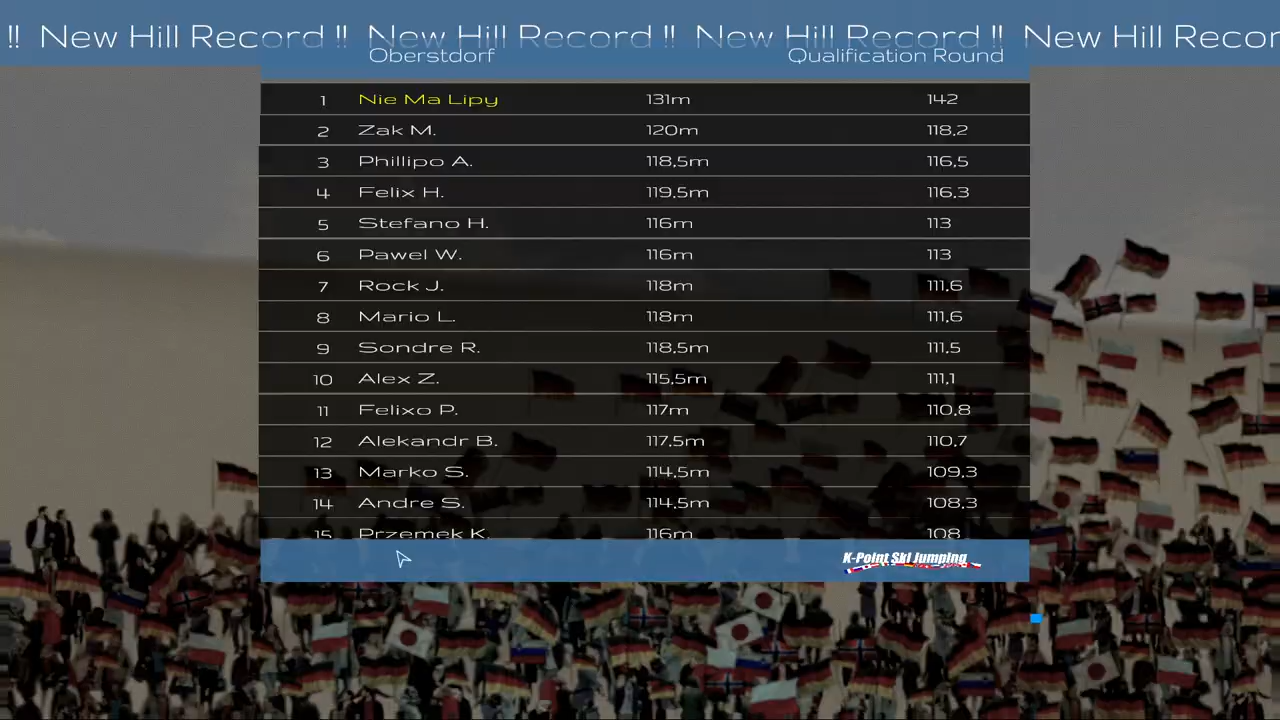 !! New Hill Record !! New Hill Record !! New Hill Record !! New Hill Recor
Oberstdorf Qualification Round
1 Nie Ma Lipy 131m 142
2 Zak M. 120m 118,2
3 Phillipo A. 118,5m 116,5
4 Felix H. 119,5m 116,3
5 Stefano H. 116m 113
6 Pawel W. 116m 113
7 Rock J. 118m 111,6
8 Mario L. 118m 111,6
9 Sondre R. 118,5m 111,5
10 Alex Z. 115,5m 111,1
11 Felixo P. 117m 110,8
12 Alekandr B. 117,5m 110,7
13 Marko S. 114,5m 109,3
14 Andre S. 114,5m 108,3
15 Przemek K. 116m 108
K-Point Ski Jumping